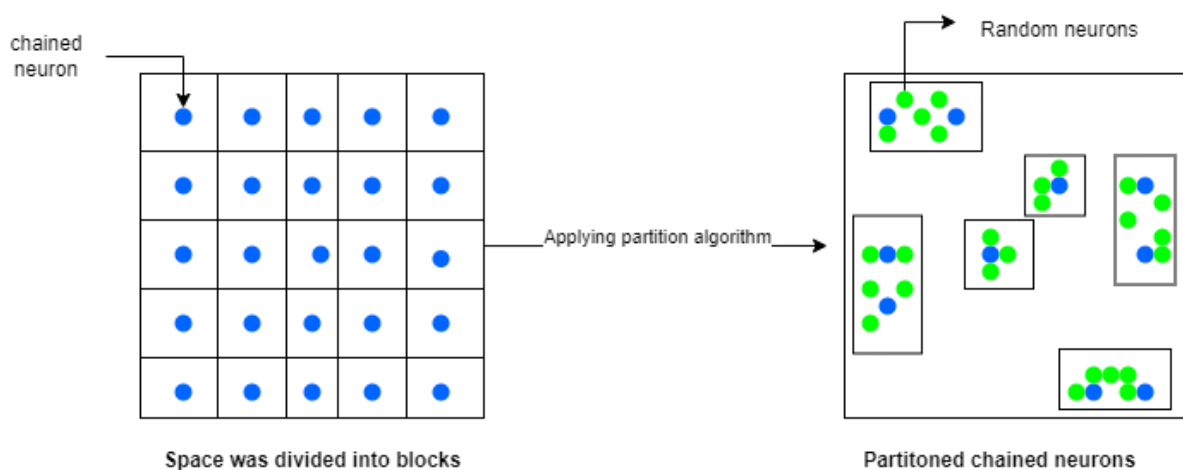 chained
neuron
Random neurons
Applying partition algorithm
Space was divided into blocks
Partitoned chained neurons